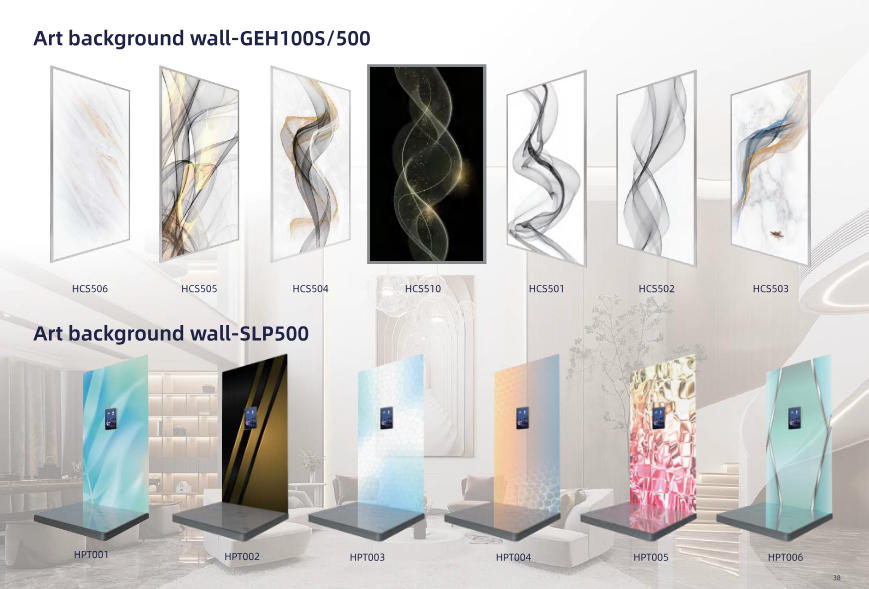 Art background wall-GEH100S/500
HCS506 HCS505 HCS504 HCS510 HCS501 HCS502 HCS503
Art background wall-SLP500
HPT001 HPT002 HPT003 HPT004 HPT005 HPT006
38